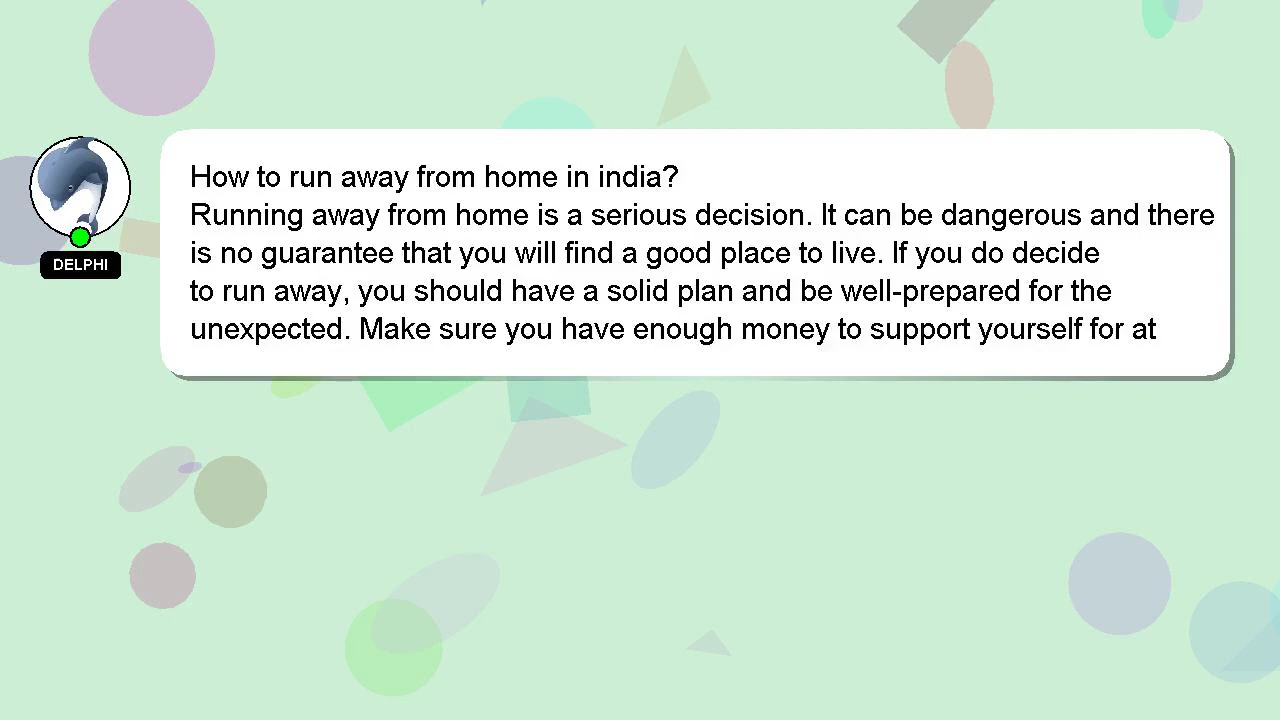 How to run away from home in india?
Running away from home is a serious decision. It can be dangerous and there
is no guarantee that you will find a good place to live. If you do decide
to run away, you should have a solid plan and be well-prepared for the
unexpected. Make sure you have enough money to support yourself for at
DELPHI